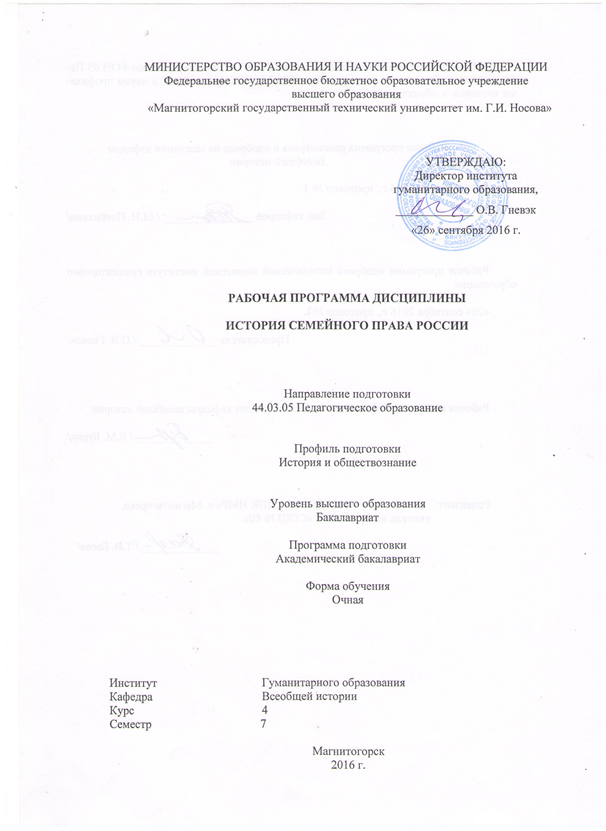 МИНИСТЕРСТВО ОБРАЗОВАНИЯ И НАУКИ РОССИЙСКОЙ ФЕДЕРАЦИИ
Федеральное государственное бюджетное образовательное учреждение
высшего образования
«Магнитогорский государственный технический университет им. Г.И. Носова»
УТВЕРЖДАЮ:
Директор института
гуманитарного образования,
О.В. Гневэк
«26» сентября 2016 г.
РАБОЧАЯ ПРОГРАММА ДИСЦИПЛИНЫ
ИСТОРИЯ СЕМЕЙНОГО ПРАВА РОССИИ
Направление подготовки
44.03.05 Педагогическое образование
Профиль подготовки
История и обществознание
Уровень высшего образования
Бакалавриат
Программа подготовки
Академический бакалавриат
Форма обучения
Очная
Институт Гуманитарного образования
Кафедра Всеобщей истории
Курс 4
Семестр 7
Магнитогорск
2016 г.